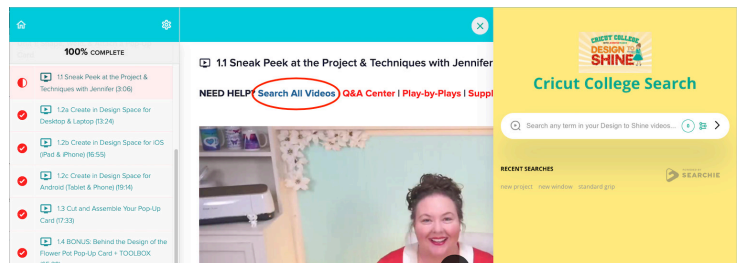 100% COMPLETE
1.1 Sneak Peek at the Project &
Techniques with Jennifer (3:06)
1.2a Create in Design Space for
Desktop & Laptop (13:24)
1.2b Create in Design Space for iOS
(iPad & iPhone) (16:55)
1.2c Create in Design Space for
Android (Tablet & Phone) (19:14)
1.3 Cut and Assemble Your Pop-Up
Card (17:33)
1.4 BONUS: Behind the Design of the
Flower Pot Pop-Up Card + TOOLBOX
1.1 Sneak Peek at the Project & Techniques with Jennifer
NEED HELP? Search All Videos Q&A Center | Play-by-Plays | Suppl
CRICUT COLLEGE
DESIGN TO
SHINE
Cricut College Search
Search any term in your Design to Shine videos...
RECENT SEARCHES
new project new window standard grip
SEARCHIE